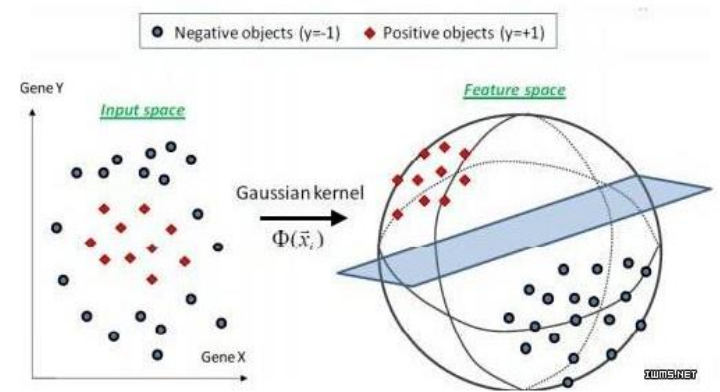 Negative objects (y=-1) Positive objects (y=+1)
Gene Y
Input space
Feature space
Gaussian kernel
Φ(x⃗ᵢ)
Gene X
IWMS.NET